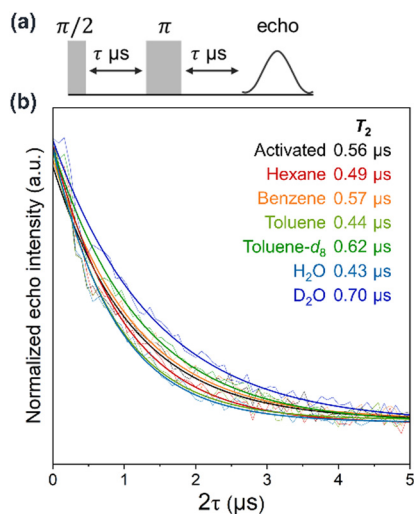 (a)
π/2 π echo
τ μs τ μs
(b)
T₂
Activated 0.56 μs
Hexane 0.49 μs
Benzene 0.57 μs
Toluene 0.44 μs
Toluene-d₈ 0.62 μs
H₂O 0.43 μs
D₂O 0.70 μs
Normalized echo intensity (a.u.)
0 1 2 3 4 5
2τ (μs)